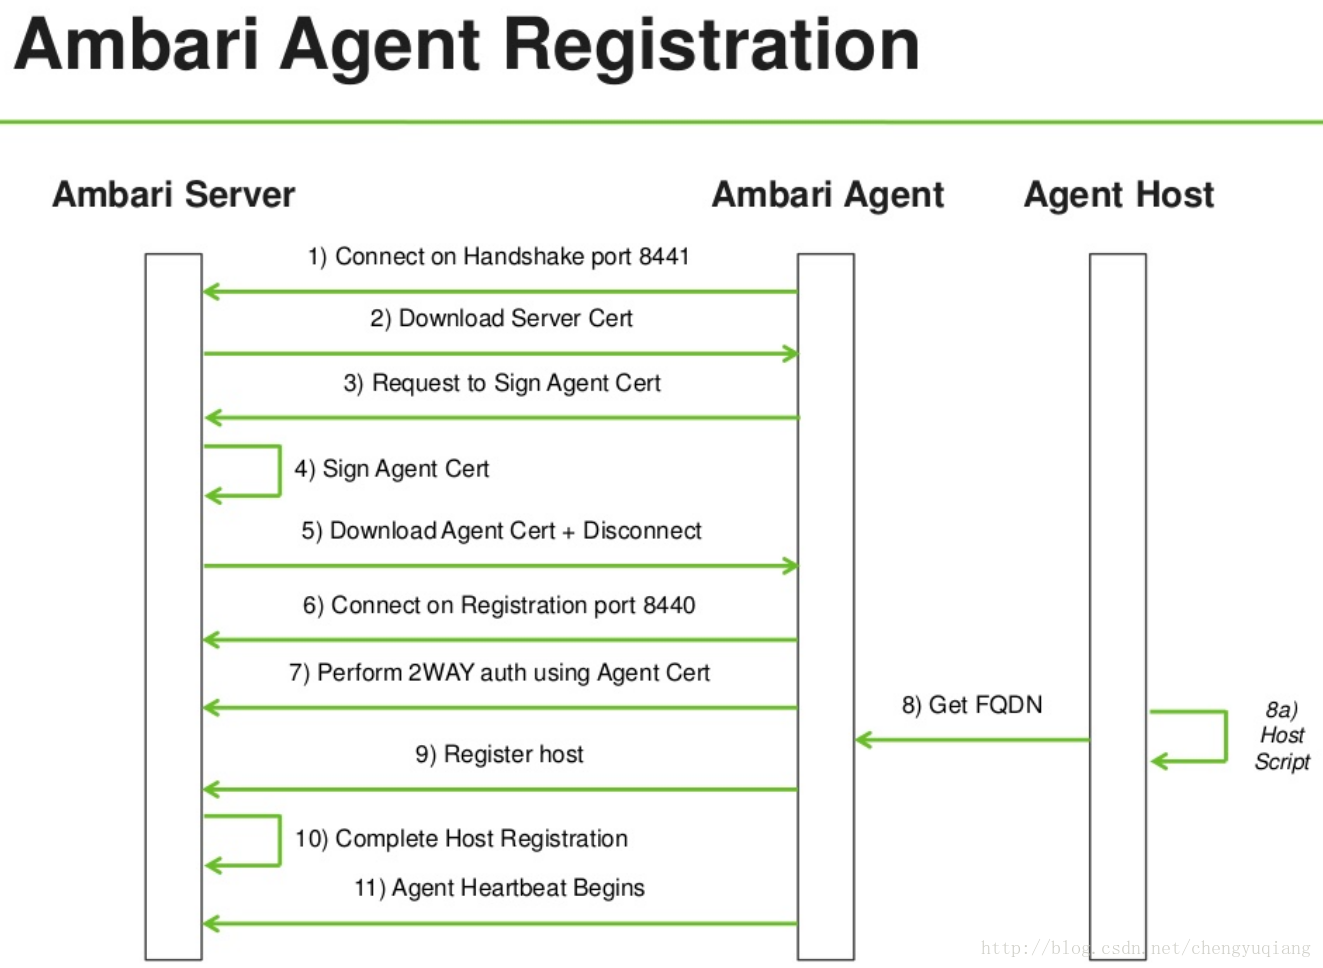 Ambari Agent Registration
Ambari Server
Ambari Agent
Agent Host
1) Connect on Handshake port 8441
2) Download Server Cert
3) Request to Sign Agent Cert
4) Sign Agent Cert
5) Download Agent Cert + Disconnect
6) Connect on Registration port 8440
7) Perform 2WAY auth using Agent Cert
8) Get FQDN
8a)
Host
Script
9) Register host
10) Complete Host Registration
11) Agent Heartbeat Begins
http://blog.csdn.net/chengyuqiang